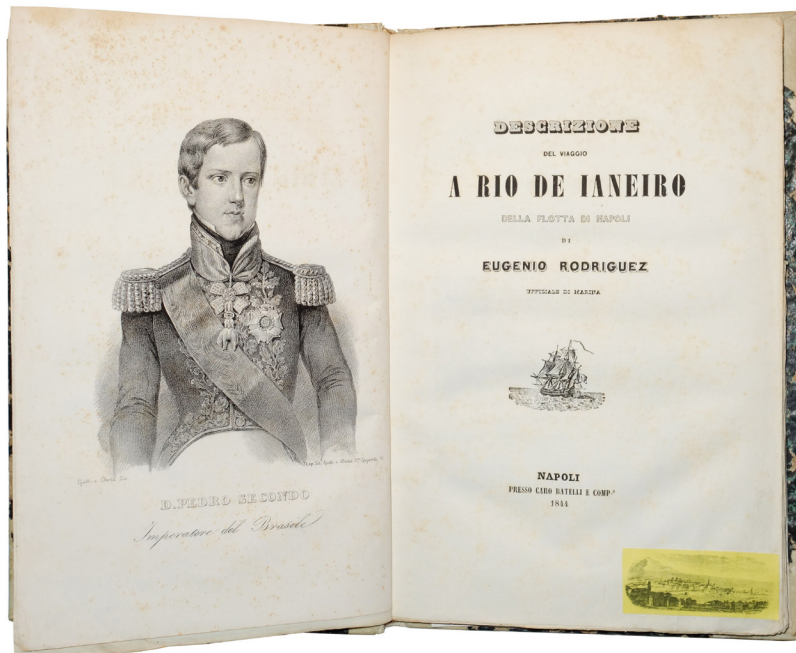 D. PEDRO SECONDO
Imperatore del Brasile
DESCRIZIONE
DEL VIAGGIO
A RIO DE IANEIRO
DELLA FLOTTA DI NAPOLI
DI
EUGENIO RODRIGUEZ
UFFIZIALE DI MARINA
NAPOLI
PRESSO CARO BATELLI E COMP.º
1844